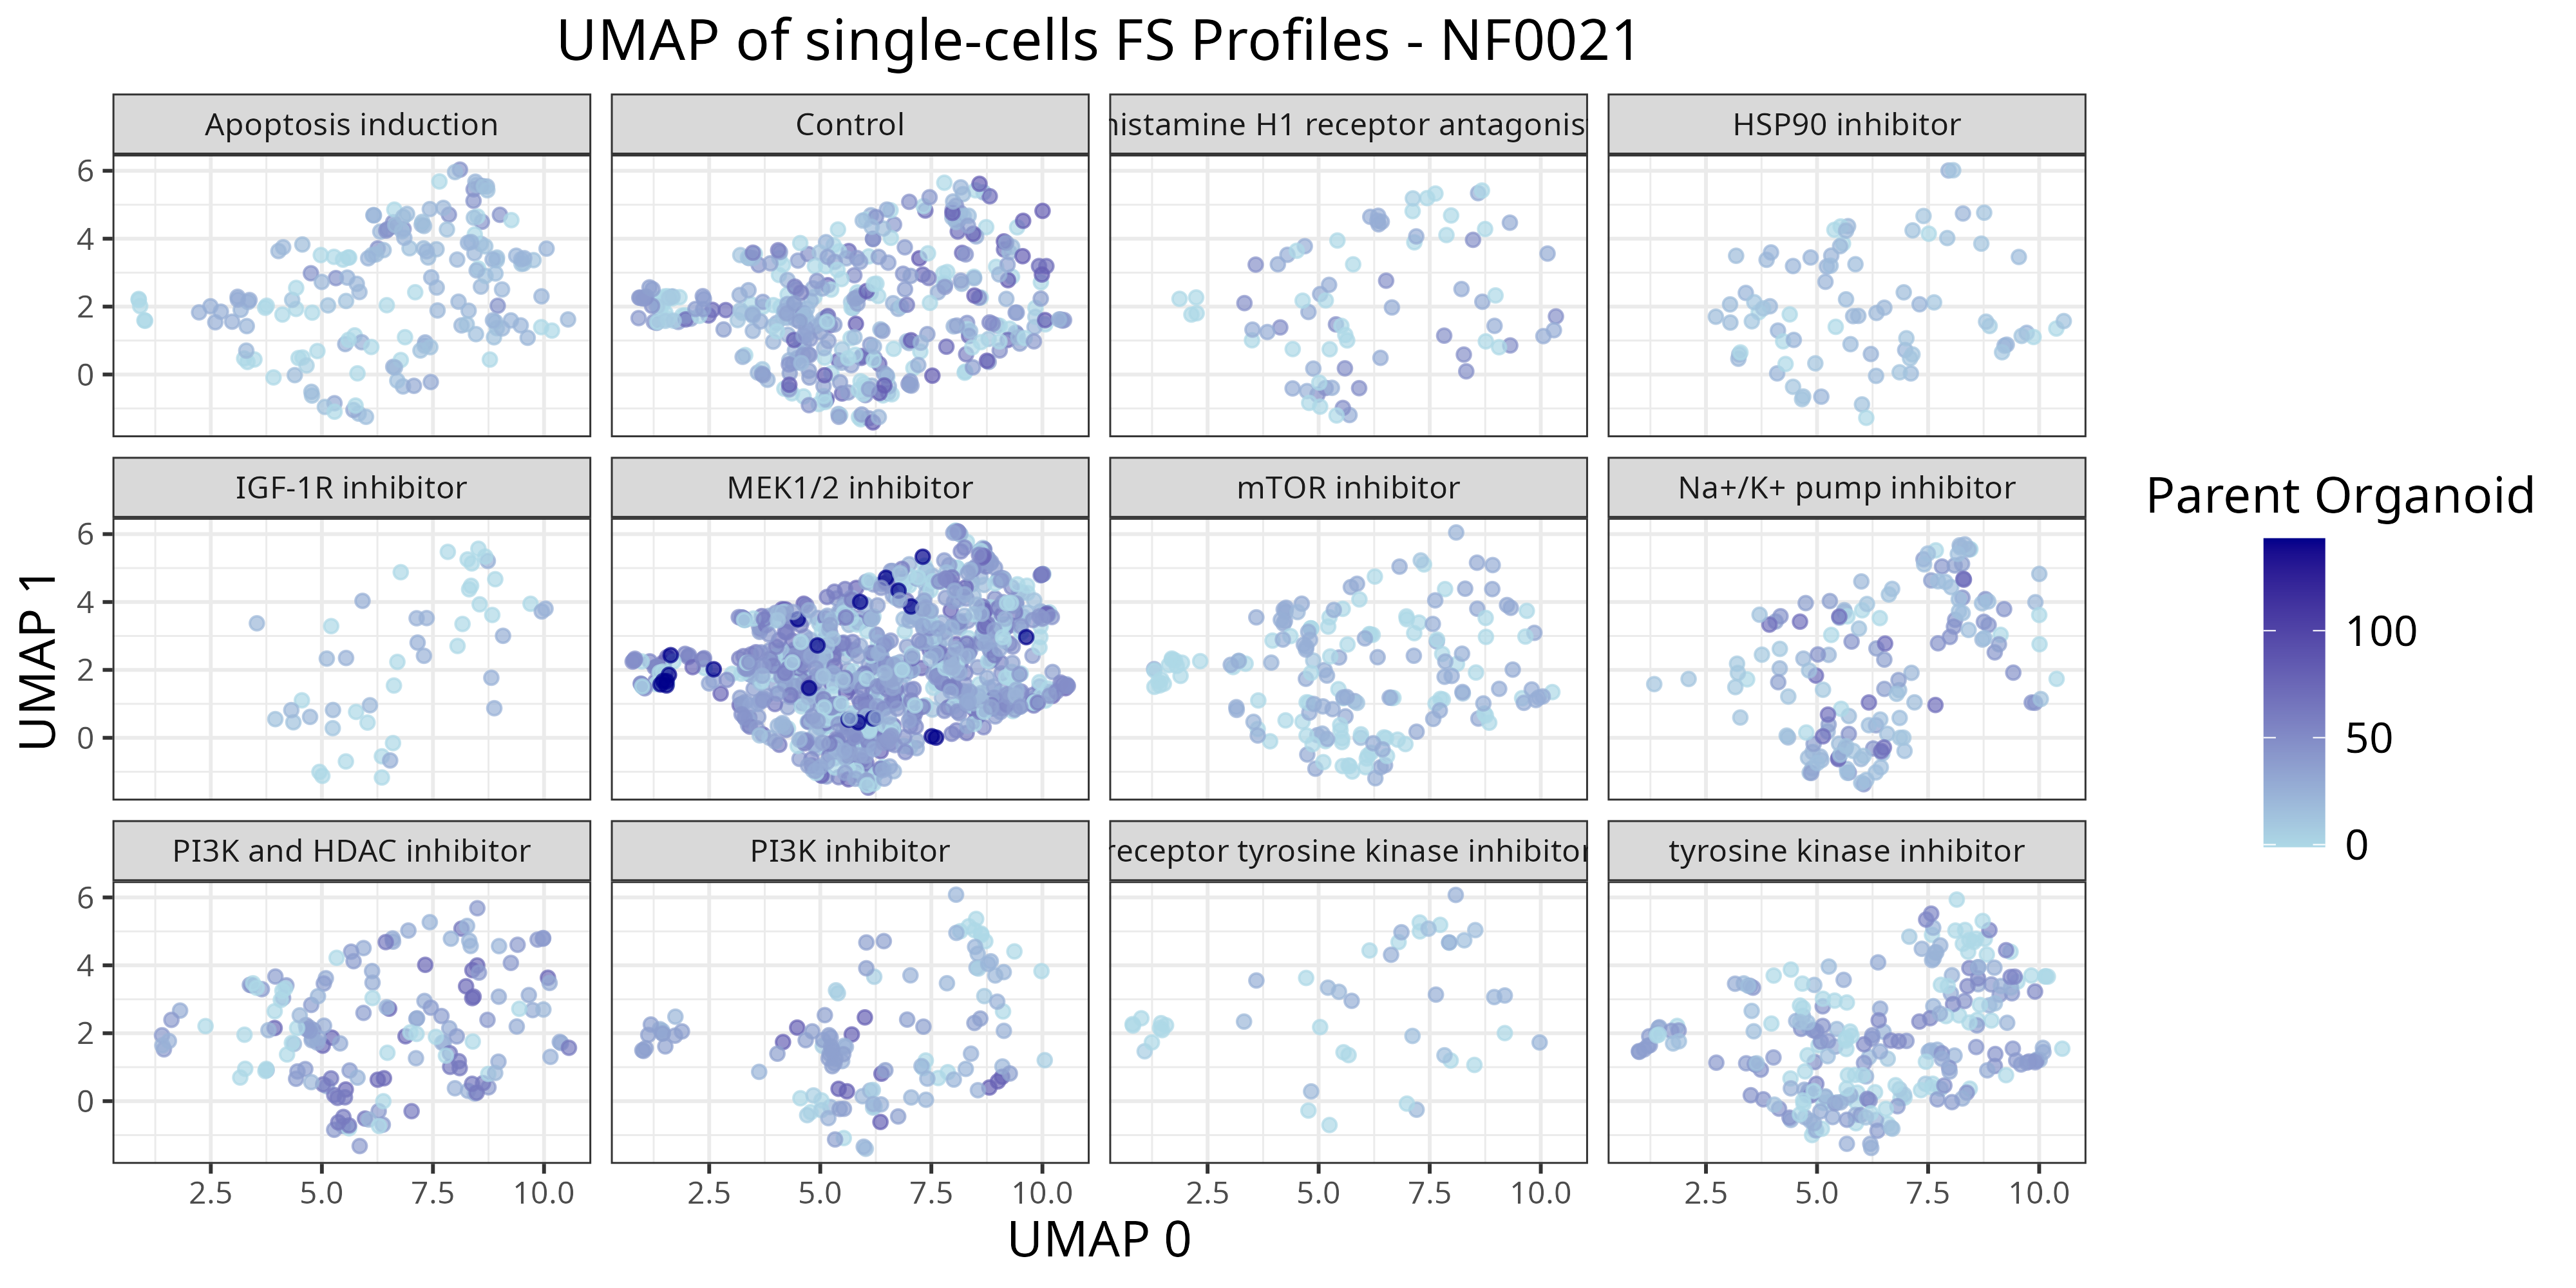 UMAP of single-cells FS Profiles - NF0021
Apoptosis induction
Control
histamine H1 receptor antagonist
HSP90 inhibitor
6
4
2
0
IGF-1R inhibitor
MEK1/2 inhibitor
mTOR inhibitor
Na+/K+ pump inhibitor
6
4
2
0
PI3K and HDAC inhibitor
PI3K inhibitor
receptor tyrosine kinase inhibitor
tyrosine kinase inhibitor
6
4
2
0
2.5 5.0 7.5 10.0
2.5 5.0 7.5 10.0
2.5 5.0 7.5 10.0
2.5 5.0 7.5 10.0
UMAP 0
UMAP 1
Parent Organoid
100
50
0